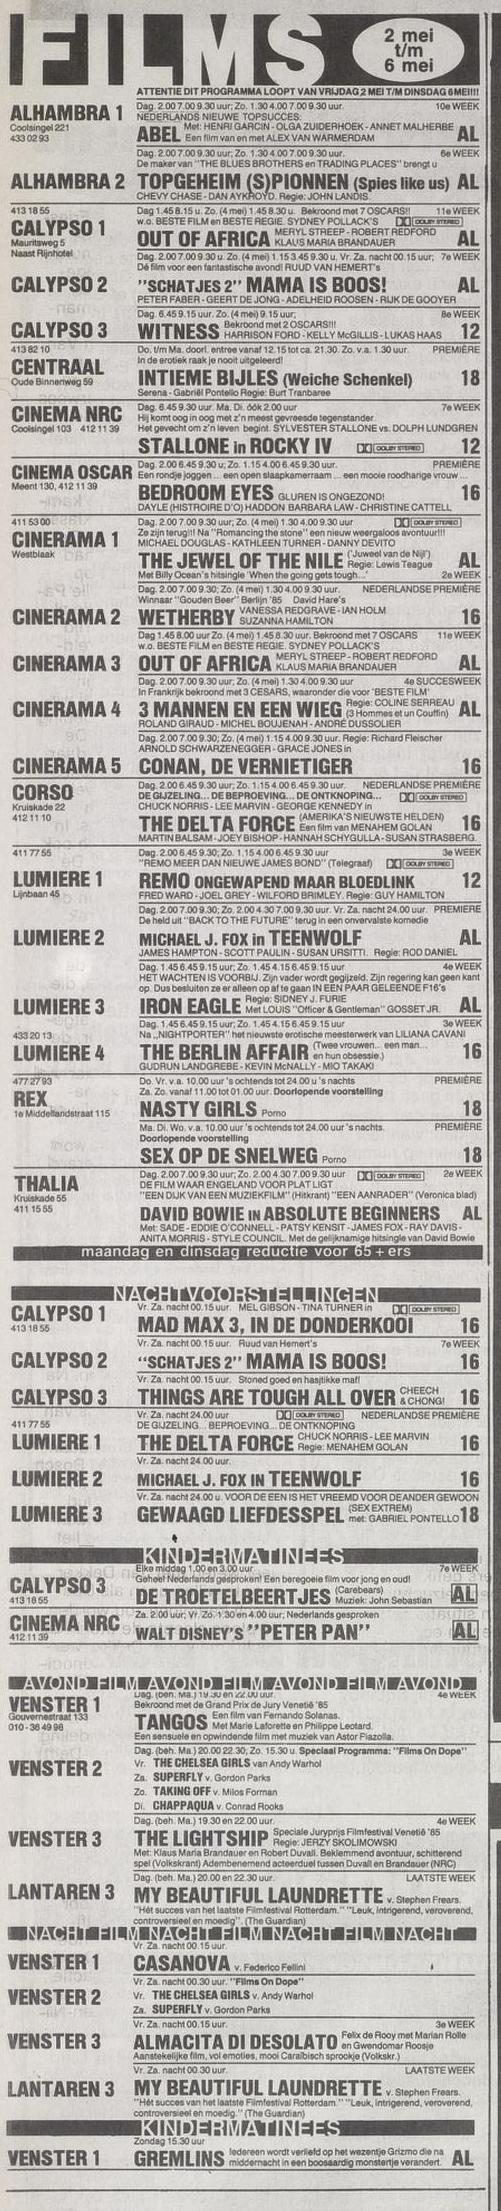 FILMS
2 mei
t/m
6 mei
ATTENTIE DIT PROGRAMMA LOOPT VAN VRIJDAG 2 MEI T/M DINSDAG 6 MEI!!!
ALHAMBRA 1
Coolsingel 221
433 02 93
Dag. 2.00 7.00 9.30 uur; Zo. 1.30 4.00 7.00 9.30 uur. 10e WEEK
NEDERLANDS NIEUWE TOPSUCCES:
ABEL Met: HENRI GARCIN - OLGA ZUIDERHOEK - ANNET MALHERBE
Een film van en met ALEX VAN WARMERDAM AL
Dag. 2.00 7.00 9.30 uur; Zo. 1.30 4.00 7.00 9.30 uur. 6e WEEK
De maker van "THE BLUES BROTHERS en TRADING PLACES" brengt u
ALHAMBRA 2 TOPGEHEIM (S)PIONNEN (Spies like us) AL
CHEVY CHASE - DAN AYKROYD. Regie: JOHN LANDIS.
413 18 55
CALYPSO 1
Mauritsweg 5
Naast Rijnhotel
Dag 1.45 8.15 u. Zo. (4 mei) 1.45 8.30 u. Bekroond met 7 OSCARS!! 11e WEEK
w.o. BESTE FILM en BESTE REGIE. SYDNEY POLLACK'S DOLBY STEREO
OUT OF AFRICA MERYL STREEP - ROBERT REDFORD
KLAUS MARIA BRANDAUER AL
Dag. 2.00 7.00 9.30 u. Zo. (4 mei) 1.15 3.45 9.30 u. Vr. Za. nacht 00.15 uur; 7e WEEK
Dé film voor een fantastische avond! RUUD VAN HEMERT's
CALYPSO 2 "SCHATJES 2" MAMA IS BOOS! AL
PETER FABER - GEERT DE JONG - ADELHEID ROOSEN - RIJK DE GOOYER
Dag. 6.45 9.15 uur. Zo. (4 mei) 9.15 uur; 8e WEEK
CALYPSO 3 WITNESS Bekroond met 2 OSCARS!!!
HARRISON FORD - KELLY McGILLIS - LUKAS HAAS 12
413 82 10
CENTRAAL
Oude Binnenweg 59
Do. t/m Ma. doorl. entree vanaf 12.15 tot ca. 21.30. Zo. v.a. 1.30 uur. PREMIÈRE
In de erotiek raak je nooit uitgeleerd!
INTIEME BIJLES (Weiche Schenkel) 18
Serena - Gabriël Pontello Regie: Burt Tranbaree
CINEMA NRC
Coolsingel 103 412 11 39
Dag. 6.45 9.30 uur. Ma. Di. óók 2.00 uur 7e WEEK
Hij komt oog in oog met z'n meest gevreesde tegenstander.
Het gevecht om z'n leven begint. SYLVESTER STALLONE vs. DOLPH LUNDGREN
STALLONE in ROCKY IV DOLBY STEREO 12
CINEMA OSCAR
Meent 130, 412 11 39
Dag. 2.00 6.45 9.30 u; Zo. 1.15 4.00 6.45 9.30 uur. PREMIÈRE
Een rondje joggen ... een open slaapkamerraam ... een mooie roodharige vrouw ...
BEDROOM EYES GLUREN IS ONGEZOND! 16
DAYLE (HISTROIRE D'O) HADDON BARBARA LAW - CHRISTINE CATTELL
411 53 00
CINERAMA 1
Westblaak
Dag. 2.00 7.00 9.30 uur; Zo. (4 mei) 1.30 4.00 9.30 uur DOLBY STEREO
Ze zijn terug!!! Na "Romancing the stone" een nieuw weergaloos avontuur!!!
MICHAEL DOUGLAS - KATHLEEN TURNER - DANNY DEVITO
THE JEWEL OF THE NILE ('Juweel van de Nijl')
Regie: Lewis Teague AL
Met Billy Ocean's hitsingle 'When the going gets tough...' 2e WEEK
Dag. 2.00 7.00 9.30; Zo. (4 mei) 1.30 4.00 9.30 uur. NEDERLANDSE PREMIÈRE
Winnaar "Gouden Beer" Berlijn '85 David Hare's
CINERAMA 2 WETHERBY VANESSA REDGRAVE - IAN HOLM
SUZANNA HAMILTON 16
Dag 1.45 8.00 uur Zo. (4 mei) 1.45 8.30 uur. Bekroond met 7 OSCARS 11e WEEK
w.o. BESTE FILM en BESTE REGIE. SYDNEY POLLACK'S
CINERAMA 3 OUT OF AFRICA MERYL STREEP - ROBERT REDFORD
KLAUS MARIA BRANDAUER AL
Dag. 2.00 7.00 9.30 uur; Zo. (4 mei) 1.30 4.00 9.30 uur 4e SUCCESWEEK
In Frankrijk bekroond met 3 CESARS, waaronder die voor 'BESTE FILM'
CINERAMA 4 3 MANNEN EN EEN WIEG Regie: COLINE SERREAU
(3 Hommes et un Couffin) AL
ROLAND GIRAUD - MICHEL BOUJENAH - ANDRÉ DUSSOLIER
Dag. 2.00 7.00 9.30; Zo. (4 mei) 1.15 4.00 9.30 uur. Regie: Richard Fleischer
ARNOLD SCHWARZENEGGER - GRACE JONES in
CINERAMA 5 CONAN, DE VERNIETIGER 16
CORSO
Kruiskade 22
412 11 10
Dag. 2.00 6.45 9.30 uur; Zo. 1.15 4.00 6.45 9.30 uur. NEDERLANDSE PREMIÈRE
DE GIJZELING... DE BEPROEVING... DE ONTKNOPING... DOLBY STEREO
CHUCK NORRIS - LEE MARVIN - GEORGE KENNEDY in
THE DELTA FORCE (AMERIKA'S NIEUWSTE HELDEN)
Een film van MENAHEM GOLAN 16
MARTIN BALSAM - JOEY BISHOP - HANNAH SCHYGULLA - SUSAN STRASBERG.
411 77 55
LUMIERE 1
Lijnbaan 45
Dag. 2.00 6.45 9.30; Zo. 1.15 4.00 6.45 9.30 uur 3e WEEK
"REMO MEER DAN NIEUWE JAMES BOND" (Telegraaf) DOLBY STEREO
REMO ONGEWAPEND MAAR BLOEDLINK 12
FRED WARD - JOEL GREY - WILFORD BRIMLEY. Regie: GUY HAMILTON
Dag. 2.00 7.00 9.30; Zo. 2.00 4.30 7.00 9.30 uur. Vr. Za. nacht 24.00 uur. PREMIERE
De held uit "BACK TO THE FUTURE" terug in een onvervalste komedie
LUMIERE 2 MICHAEL J. FOX in TEENWOLF AL
JAMES HAMPTON - SCOTT PAULIN - SUSAN URSITTI. Regie: ROD DANIEL
Dag. 1.45 6.45 9.15 uur; Zo. 1.45 4.15 6.45 9.15 uur 4e WEEK
HET WACHTEN IS VOORBIJ. Zijn vader wordt gegijzeld. Zijn regering kan geen kant
op. Dus besluiten ze er alleen op af te gaan IN EEN PAAR GELEENDE F16's
LUMIERE 3 IRON EAGLE Regie: SIDNEY J. FURIE
Met LOUIS "Officer & Gentleman" GOSSET JR. AL
Dag. 1.45 6.45 9.15 uur; Zo. 1.45 4.15 6.45 9.15 uur 3e WEEK
433 20 13
Na „NIGHTPORTER" het nieuwste erotische meesterwerk van LILIANA CAVANI
LUMIERE 4 THE BERLIN AFFAIR (Twee vrouwen... een man...
en hun obsessie.) 16
GUDRUN LANDGREBE - KEVIN McNALLY - MIO TAKAKI
477 27 93
REX
1e Middellandstraat 115
Do. Vr. v.a. 10.00 uur 's ochtends tot 24.00 u 's nachts PREMIÈRE
Za. Zo. vanaf 11.00 tot 01.00 uur. Doorlopende voorstelling
NASTY GIRLS Porno 18
Ma. Di. Wo. v.a. 10.00 uur 's ochtends tot 24.00 uur 's nachts. PREMIÈRE
Doorlopende voorstelling
SEX OP DE SNELWEG Porno 18
THALIA
Kruiskade 55
411 15 55
Dag. 2.00 7.00 9.30 uur; Zo. 2.00 4.30 7.00 9.30 uur DOLBY STEREO 2e WEEK
DE FILM WAAR ENGELAND VOOR PLAT LIGT
"EEN DIJK VAN EEN MUZIEKFILM" (Hitkrant) "EEN AANRADER" (Veronica blad)
DAVID BOWIE IN ABSOLUTE BEGINNERS AL
Met: SADE - EDDIE O'CONNELL - PATSY KENSIT - JAMES FOX - RAY DAVIS -
ANITA MORRIS - STYLE COUNCIL. Met de gelijknamige hitsingle van David Bowie
maandag en dinsdag reductie voor 65 + ers
NACHTVOORSTELLINGEN
CALYPSO 1
413 18 55
Vr. Za. nacht 00.15 uur. MEL GIBSON - TINA TURNER in DOLBY STEREO
MAD MAX 3, IN DE DONDERKOOI 16
Vr. Za. nacht 00.15 uur. Ruud van Hemert's 7e WEEK
CALYPSO 2 "SCHATJES 2" MAMA IS BOOS! 16
Vr. Za. nacht 00.15 uur. Stoned goed en hasjtikke maf!
CALYPSO 3 THINGS ARE TOUGH ALL OVER CHEECH
& CHONG! 16
411 77 55
Vr. Za. nacht 24.00 uur DOLBY STEREO NEDERLANDSE PREMIÈRE
DE GIJZELING... BEPROEVING... DE ONTKNOPING
LUMIERE 1 THE DELTA FORCE CHUCK NORRIS - LEE MARVIN
Regie: MENAHEM GOLAN 16
Vr. Za. nacht 24.00 uur.
LUMIERE 2 MICHAEL J. FOX IN TEENWOLF 16
Vr. Za. nacht 24.00 u. VOOR DE EEN IS HET VREEMD VOOR DE ANDER GEWOON
LUMIERE 3 GEWAAGD LIEFDESSPEL (SEX EXTREM)
met: GABRIEL PONTELLO 18
KINDERMATINEES
CALYPSO 3
413 18 55
Elke middag 1.00 en 3.00 uur. 7e WEEK
Geheel Nederlands gesproken! Een beregoeie film voor jong en oud!
DE TROETELBEERTJES (Carebears)
Muziek: John Sebastian AL
CINEMA NRC
412 11 39
Za. 2.00 uur; Vr. Zo. 1.30 en 4.00 uur; Nederlands gesproken
WALT DISNEY'S "PETER PAN" AL
AVOND FILM AVOND FILM AVOND FILM AVOND
VENSTER 1
Gouvernestraat 133
010 - 36 49 98
Dag. (beh. Ma.) 19.30 en 22.00 uur. 4e WEEK
Bekroond met de Grand Prix de Jury Venetië '85
TANGOS Een film van Fernando Solanas.
Met Marie Laforette en Philippe Leotard.
Een sensuele en opwindende film met muziek van Astor Piazolla.
Dag. (beh. Ma.) 20.00 22.30; Zo. 15.30 u. Speciaal Programma: "Films On Dope"
VENSTER 2 Vr. THE CHELSEA GIRLS van Andy Warhol
Za. SUPERFLY v. Gordon Parks
Zo. TAKING OFF v. Milos Forman
Di. CHAPPAQUA v. Conrad Rooks
Dag. (beh. Ma.) 19.30 en 22.00 uur. 4e WEEK
VENSTER 3 THE LIGHTSHIP Speciale Juryprijs Filmfestival Venetië '85
Regie: JERZY SKOLIMOWSKI
Met: Klaus Maria Brandauer en Robert Duvall. Beklemmend avontuur, schitterend
spel (Volkskrant) Adembenemend acteerduel tussen Duvall en Brandauer (NRC)
Dag. (beh. Ma.) 20.00 en 22.30 uur. LAATSTE WEEK
LANTAREN 3 MY BEAUTIFUL LAUNDRETTE v. Stephen Frears.
"Hét succes van het laatste Filmfestival Rotterdam." "Leuk, intrigerend, veroverend,
controversieel en moedig". (The Guardian)
NACHT FILM NACHT FILM NACHT FILM NACHT
Vr. Za. nacht 00.15 uur.
VENSTER 1 CASANOVA v. Federico Fellini
Vr. Za. nacht 00.30 uur. "Films On Dope"
VENSTER 2 Vr. THE CHELSEA GIRLS v. Andy Warhol
Za. SUPERFLY v. Gordon Parks
Vr. Za. nacht 00.15 uur. 3e WEEK
VENSTER 3 ALMACITA DI DESOLATO Felix de Rooy met Marian Rolle
en Gwendomar Roosje
Aanstekelijke film, vol emoties, mooi Caraïbisch sprookje (Volkskr.)
Vr. Za. nacht 00.30 uur. LAATSTE WEEK
LANTAREN 3 MY BEAUTIFUL LAUNDRETTE v. Stephen Frears.
"Hét succes van het laatste Filmfestival Rotterdam." "Leuk, intrigerend, veroverend,
controversieel en moedig." (The Guardian)
KINDERMATINEES
Zondag 15.30 uur
VENSTER 1 GREMLINS Iedereen wordt verliefd op het wezentje Grizmo die na
middernacht in een boosaardig monstertje verandert. AL